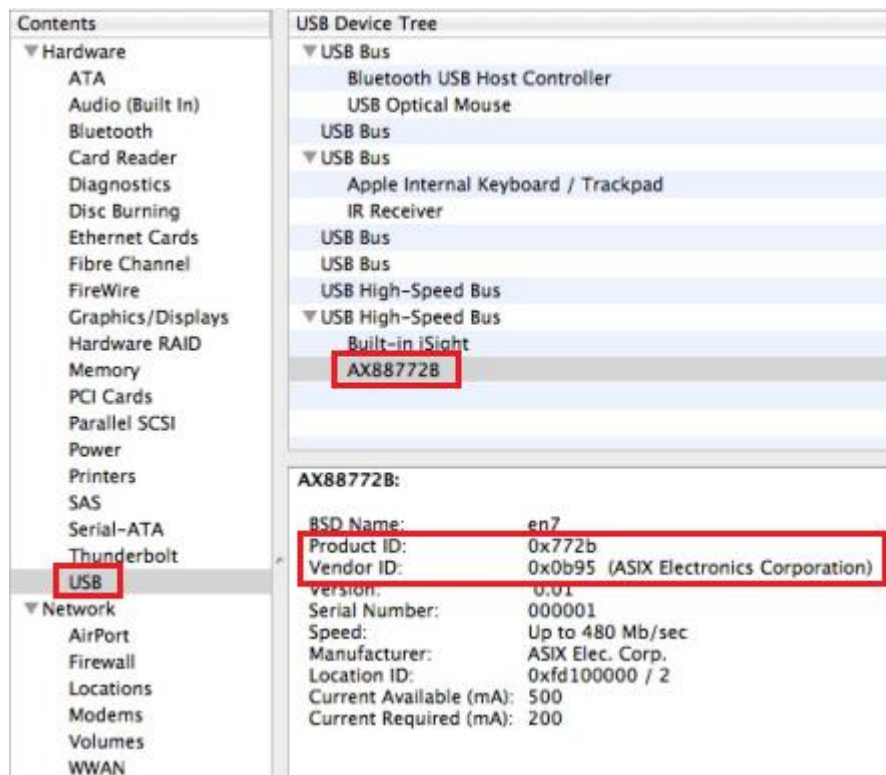 Contents
Hardware
ATA
Audio (Built In)
Bluetooth
Card Reader
Diagnostics
Disc Burning
Ethernet Cards
Fibre Channel
FireWire
Graphics/Displays
Hardware RAID
Memory
PCI Cards
Parallel SCSI
Power
Printers
SAS
Serial-ATA
Thunderbolt
USB
Network
AirPort
Firewall
Locations
Modems
Volumes
WWAN
USB Device Tree
USB Bus
Bluetooth USB Host Controller
USB Optical Mouse
USB Bus
USB Bus
Apple Internal Keyboard / Trackpad
IR Receiver
USB Bus
USB Bus
USB High-Speed Bus
USB High-Speed Bus
Built-in iSight
AX88772B
AX88772B:
BSD Name: en7
Product ID: 0x772b
Vendor ID: 0x0b95 (ASIX Electronics Corporation)
Version: 0.01
Serial Number: 000001
Speed: Up to 480 Mb/sec
Manufacturer: ASIX Elec. Corp.
Location ID: 0xfd100000 / 2
Current Available (mA): 500
Current Required (mA): 200